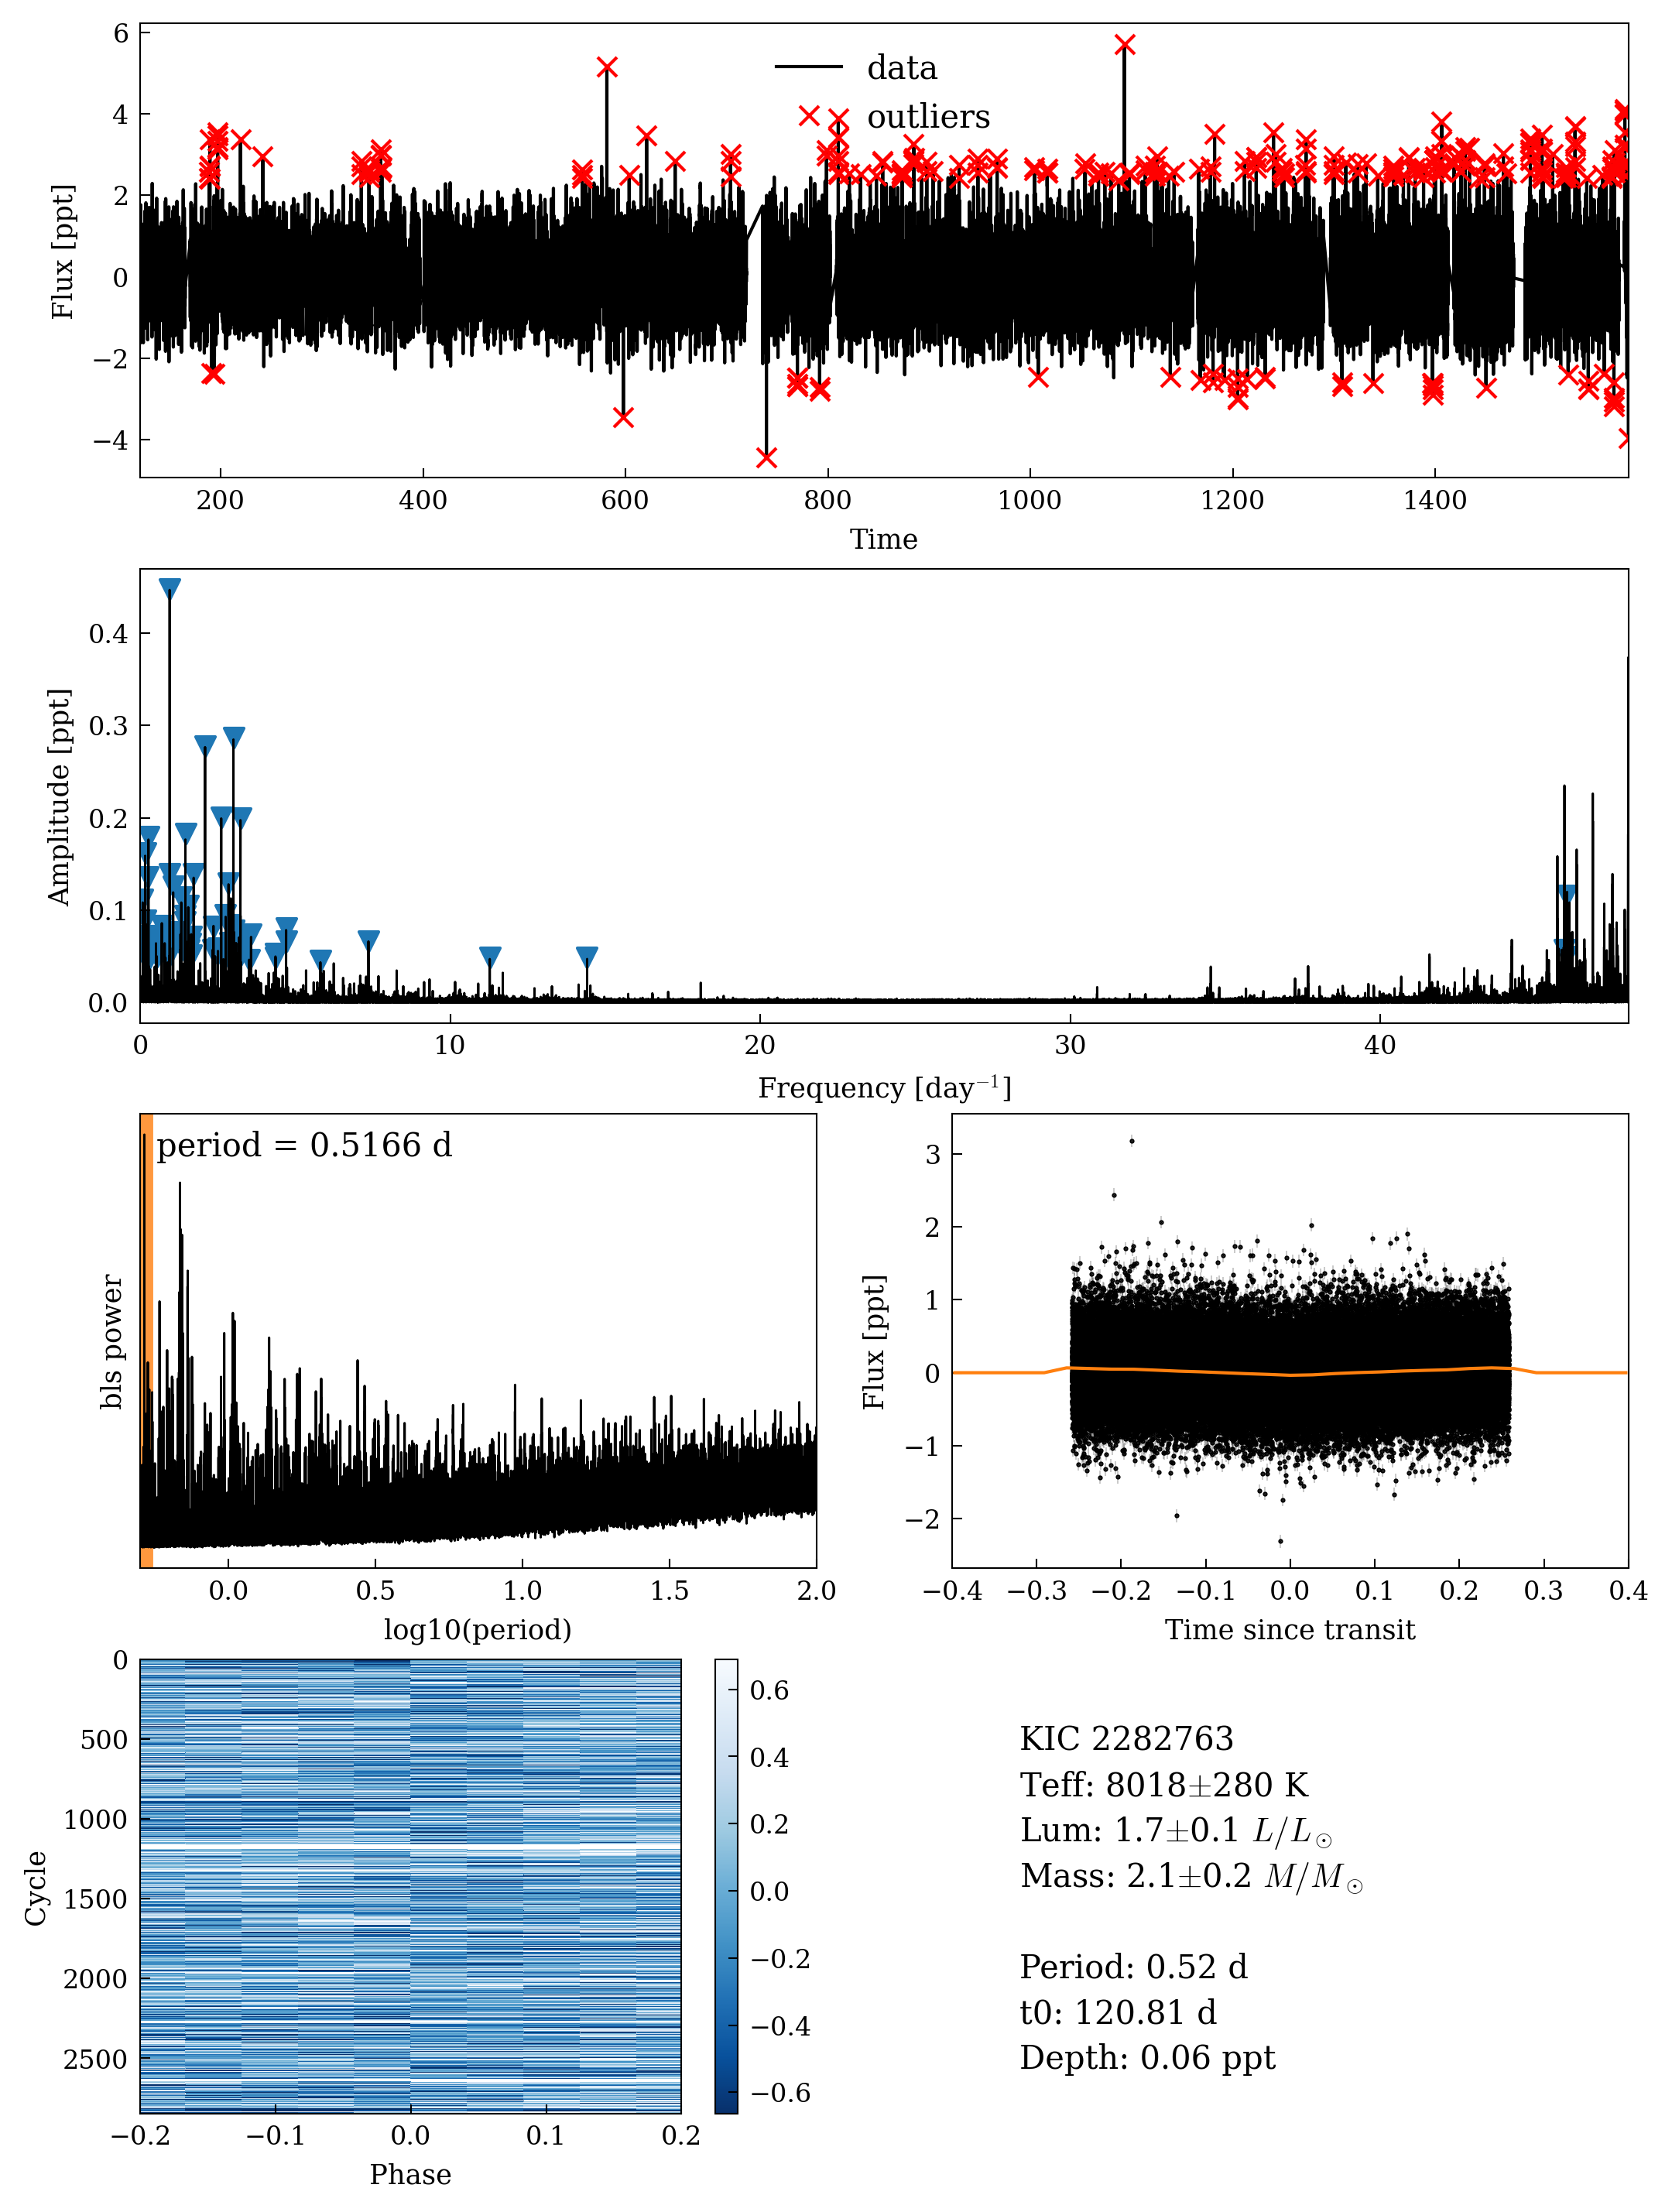 6
4
2
0
−2
−4
Flux [ppt]
data
outliers
200 400 600 800 1000 1200 1400
Time
0.4
0.3
0.2
0.1
0.0
Amplitude [ppt]
0 10 20 30 40
Frequency [day⁻¹]
period = 0.5166 d
bls power
0.0 0.5 1.0 1.5 2.0
log10(period)
3
2
1
0
−1
−2
Flux [ppt]
−0.4 −0.3 −0.2 −0.1 0.0 0.1 0.2 0.3 0.4
Time since transit
0
500
1000
1500
2000
2500
Cycle
−0.2 −0.1 0.0 0.1 0.2
Phase
0.6
0.4
0.2
0.0
−0.2
−0.4
−0.6
KIC 2282763
Teff: 8018±280 K
Lum: 1.7±0.1 L/L⊙
Mass: 2.1±0.2 M/M⊙
Period: 0.52 d
t0: 120.81 d
Depth: 0.06 ppt